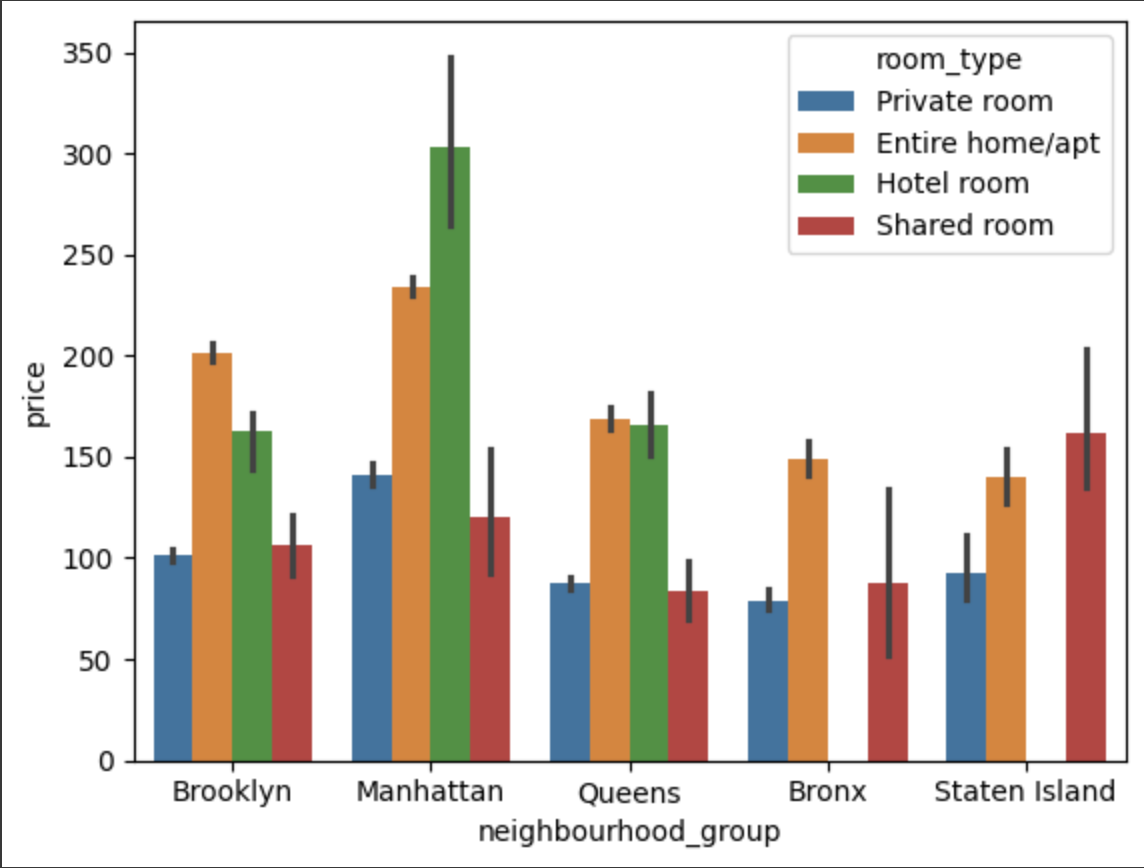 350
300
250
200
150
100
50
0
price
room_type
Private room
Entire home/apt
Hotel room
Shared room
Brooklyn Manhattan Queens Bronx Staten Island
neighbourhood_group